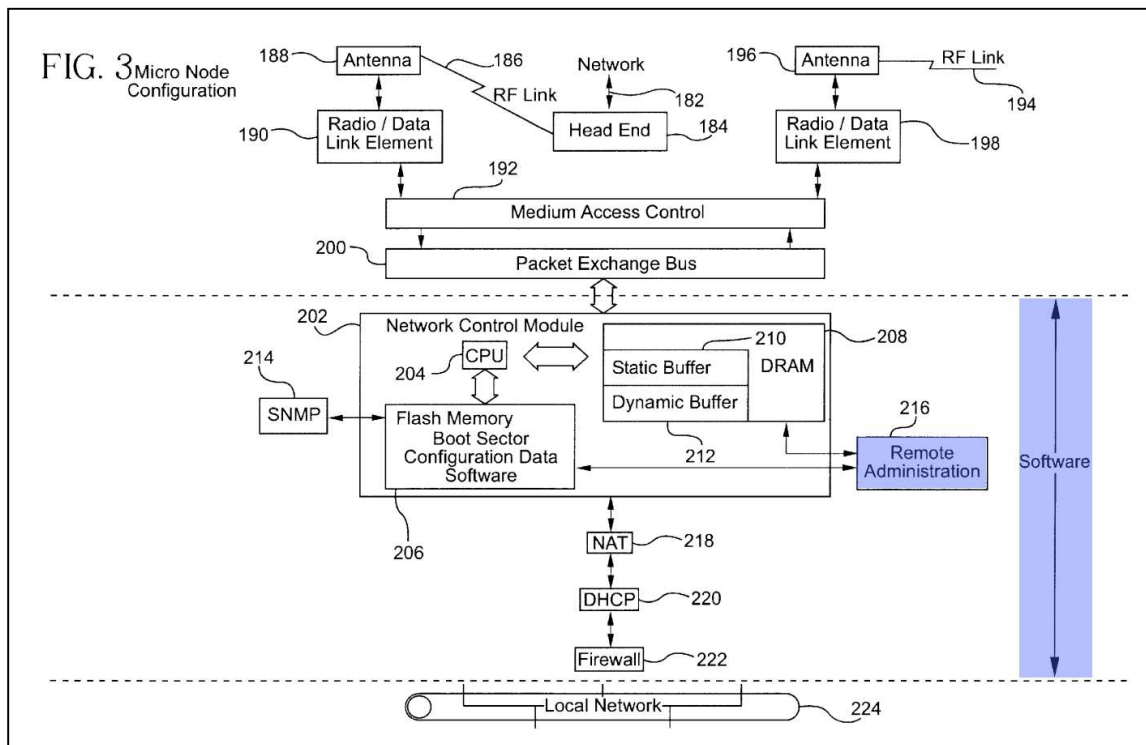 FIG. 3 Micro Node
Configuration
188
Antenna
186
RF Link
Network
182
196
Antenna
RF Link
194
190
Radio / Data
Link Element
Head End
184
Radio / Data
Link Element
198
192
Medium Access Control
200
Packet Exchange Bus
202
Network Control Module
208
210
204
CPU
Static Buffer
DRAM
Dynamic Buffer
214
SNMP
Flash Memory
Boot Sector
Configuration Data
Software
212
216
Remote
Administration
Software
206
NAT
218
DHCP
220
Firewall
222
Local Network
224